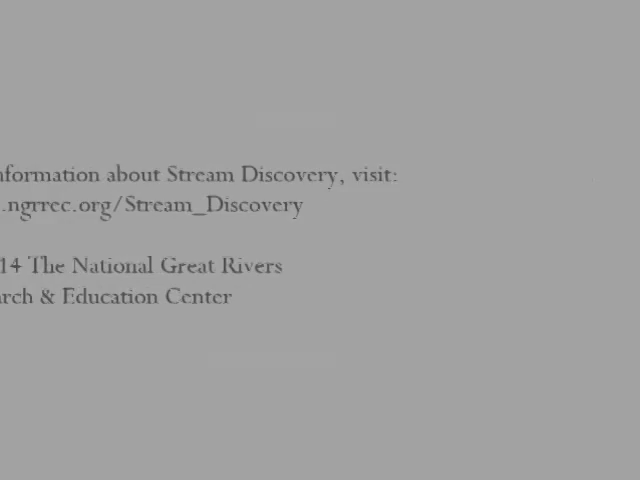 nformation about Stream Discovery, visit:
.ngrrec.org/Stream_Discovery
14 The National Great Rivers
arch & Education Center